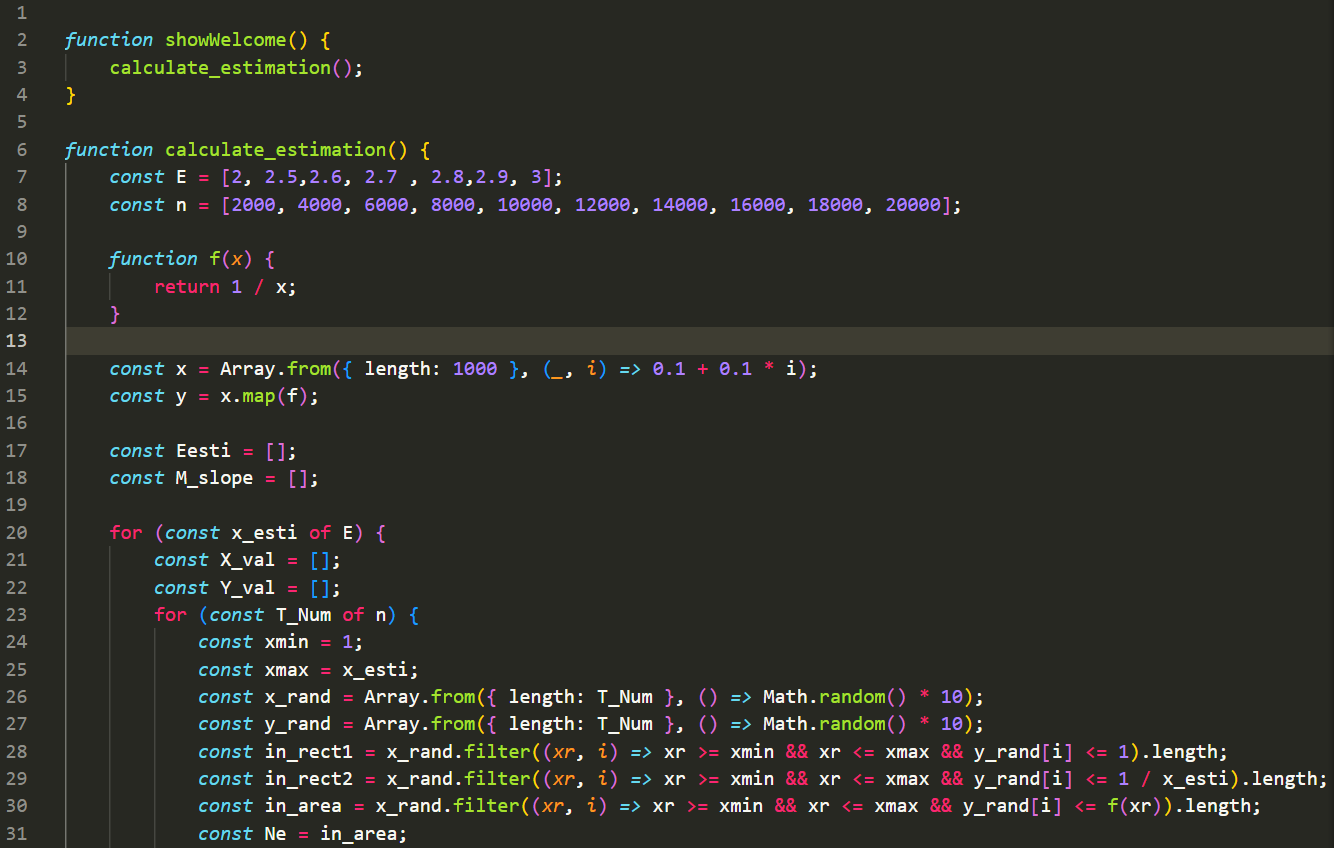 1
2 function showWelcome() {
3     calculate_estimation();
4 }
5
6 function calculate_estimation() {
7     const E = [2, 2.5,2.6, 2.7 , 2.8,2.9, 3];
8     const n = [2000, 4000, 6000, 8000, 10000, 12000, 14000, 16000, 18000, 20000];
9
10     function f(x) {
11         return 1 / x;
12     }
13
14     const x = Array.from({ length: 1000 }, (_, i) => 0.1 + 0.1 * i);
15     const y = x.map(f);
16
17     const Eesti = [];
18     const M_slope = [];
19
20     for (const x_esti of E) {
21         const X_val = [];
22         const Y_val = [];
23         for (const T_Num of n) {
24             const xmin = 1;
25             const xmax = x_esti;
26             const x_rand = Array.from({ length: T_Num }, () => Math.random() * 10);
27             const y_rand = Array.from({ length: T_Num }, () => Math.random() * 10);
28             const in_rect1 = x_rand.filter((xr, i) => xr >= xmin && xr <= xmax && y_rand[i] <= 1).length;
29             const in_rect2 = x_rand.filter((xr, i) => xr >= xmin && xr <= xmax && y_rand[i] <= 1 / x_esti).length;
30             const in_area = x_rand.filter((xr, i) => xr >= xmin && xr <= xmax && y_rand[i] <= f(xr)).length;
31             const Ne = in_area;